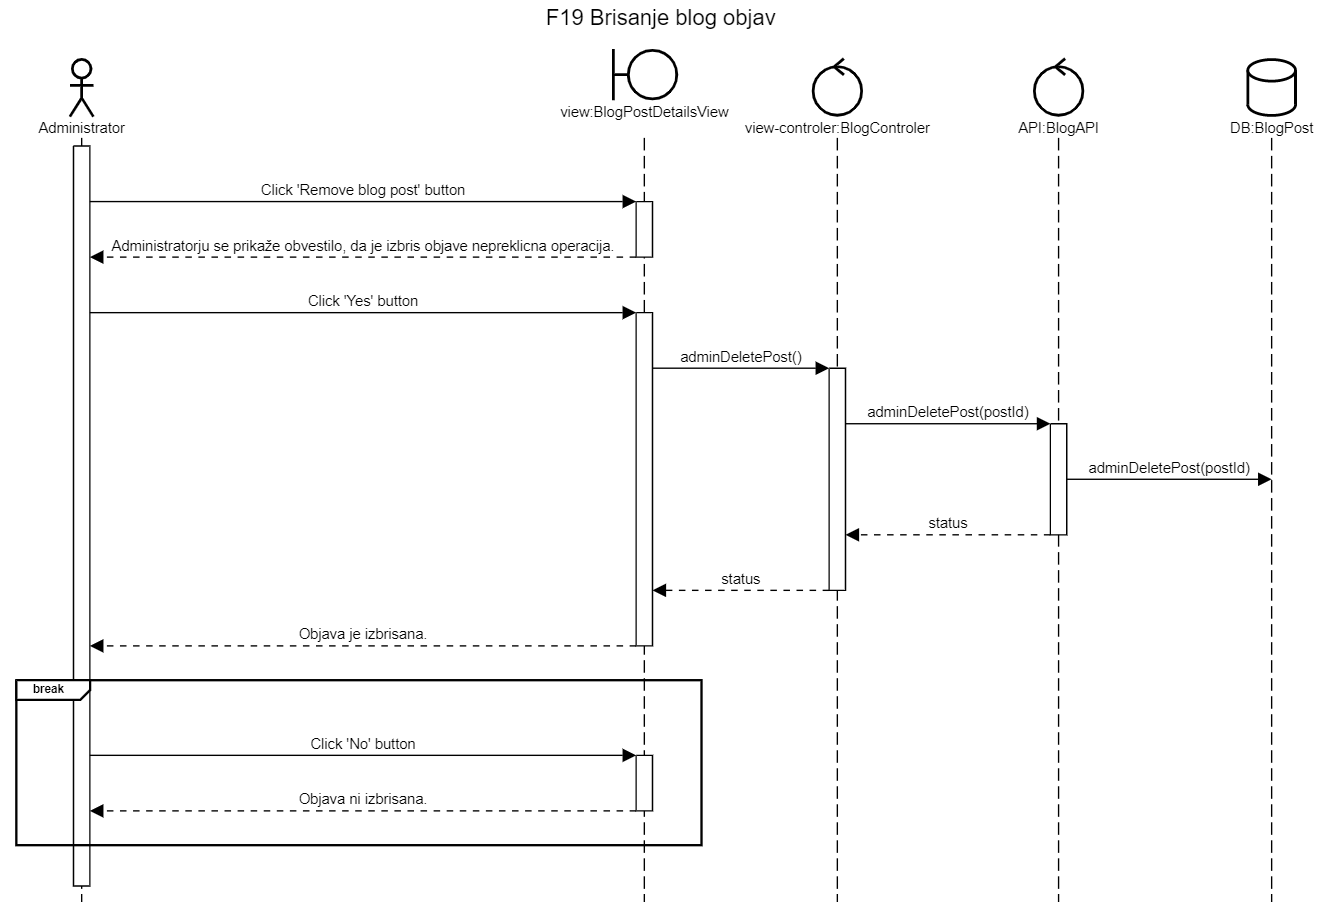 F19 Brisanje blog objav
Administrator
view:BlogPostDetailsView
view-controler:BlogControler
API:BlogAPI
DB:BlogPost
Click 'Remove blog post' button
Administratorju se prikaže obvestilo, da je izbris objave nepreklicna operacija.
Click 'Yes' button
adminDeletePost()
adminDeletePost(postId)
adminDeletePost(postId)
status
status
Objava je izbrisana.
break
Click 'No' button
Objava ni izbrisana.